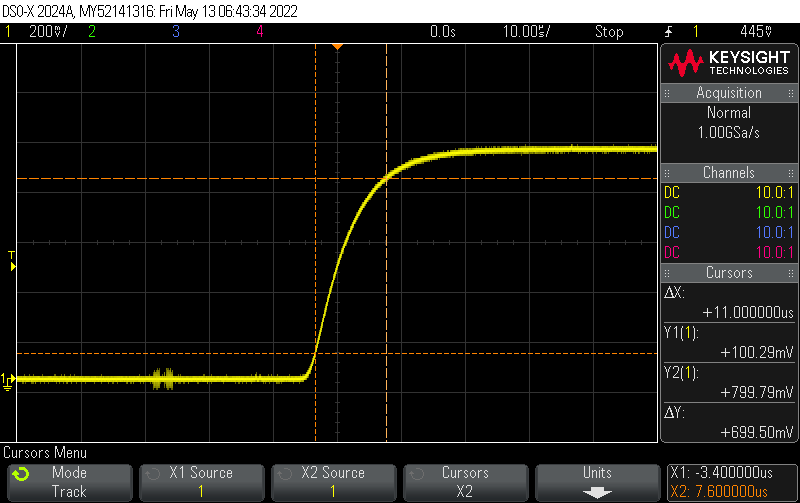 DSO-X 2024A, MY52141316: Fri May 13 06:43:34 2022
1 200mV/ 2 3 4 0.0s 10.00us/ Stop 1 445mV
KEYSIGHT
TECHNOLOGIES
Acquisition
Normal
1.00GSa/s
Channels
DC 10.0:1
DC 10.0:1
DC 10.0:1
DC 10.0:1
Cursors
ΔX:
+11.000000us
Y1(1):
+100.29mV
Y2(1):
+799.79mV
ΔY:
+699.50mV
T
1
Cursors Menu
Mode
Track
X1 Source
1
X2 Source
1
Cursors
X2
Units
X1: -3.400000us
X2: 7.600000us